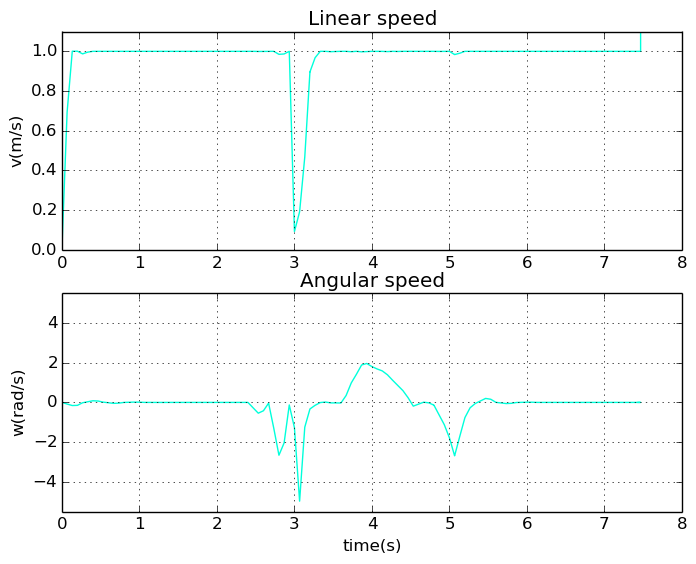 Linear speed
1.0
0.8
0.6
0.4
0.2
0.0
v(m/s)
0 1 2 3 4 5 6 7 8
Angular speed
4
2
0
−2
−4
w(rad/s)
0 1 2 3 4 5 6 7 8
time(s)